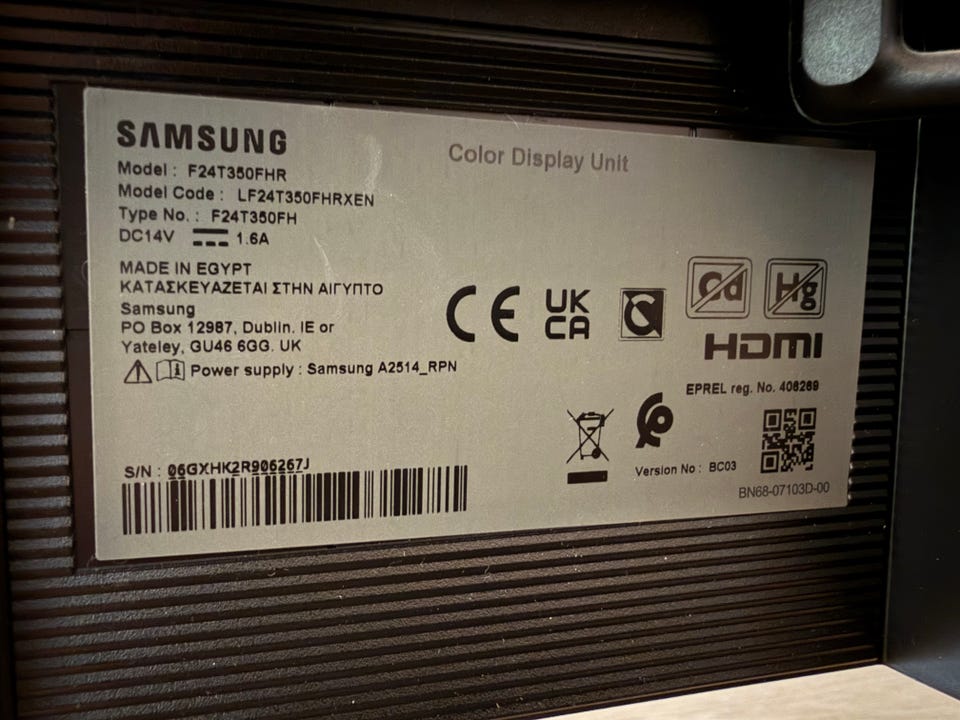 SAMSUNG
Color Display Unit
Model : F24T350FHR
Model Code : LF24T350FHRXEN
Type No. : F24T350FH
DC14V 1.6A
MADE IN EGYPT
ΚΑΤΑΣΚΕΥΑΖΕΤΑΙ ΣΤΗΝ ΑΙΓΥΠΤΟ
Samsung
PO Box 12987, Dublin. IE or
Yateley, GU46 6GG. UK
Power supply : Samsung A2514_RPN
CE
UK
CA
C
Cd
Hg
HDMI
EPREL reg. No. 406269
Version No : BC03
BN68-07103D-00
S/N : 06GXHK2R906267J